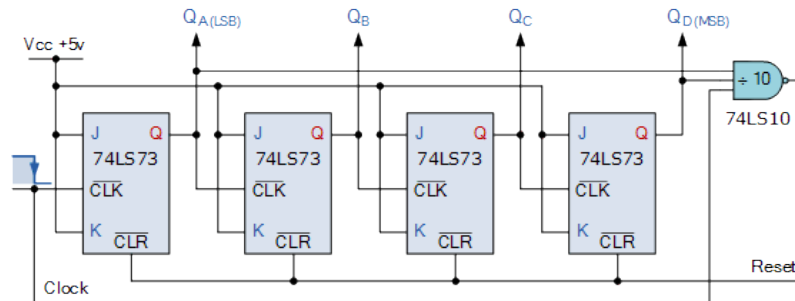 QA(LSB) QB QC QD(MSB)
Vcc +5v
÷ 10
74LS10
J Q J Q J Q J Q
74LS73 74LS73 74LS73 74LS73
CLK CLK CLK CLK
K K K K
CLR CLR CLR CLR
Clock Reset